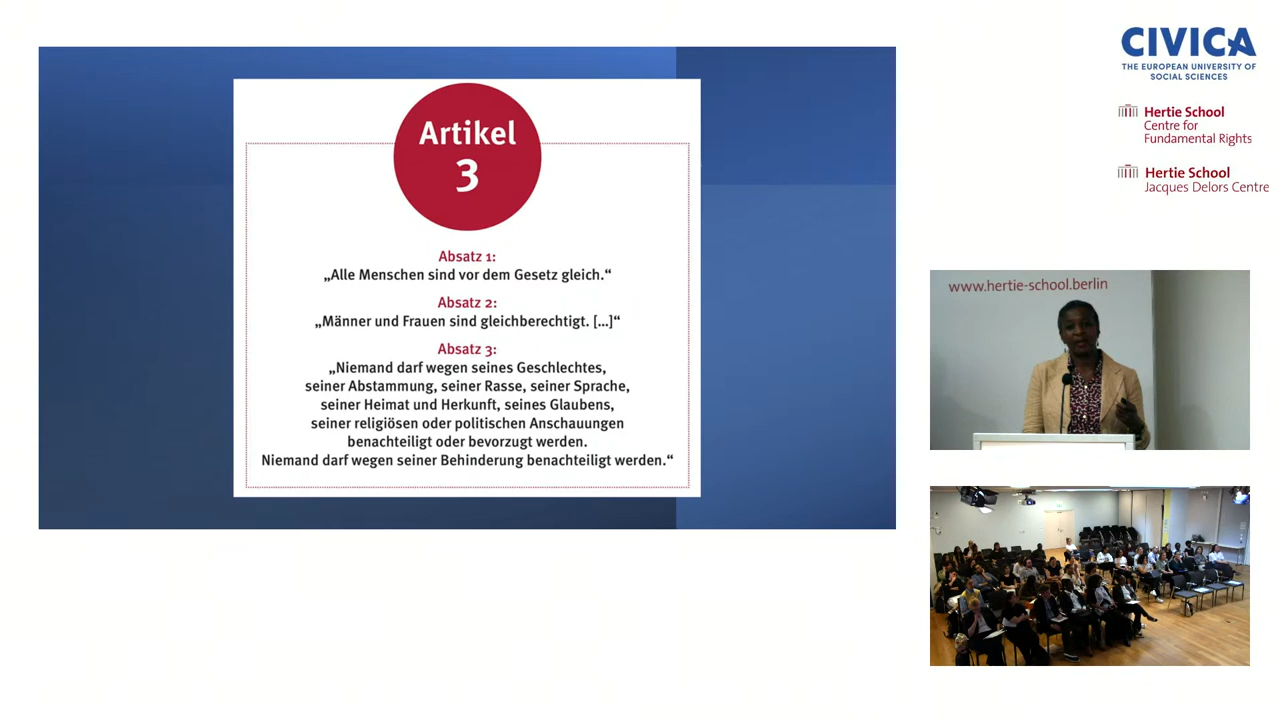 Artikel
3
Absatz 1:
„Alle Menschen sind vor dem Gesetz gleich.“
Absatz 2:
„Männer und Frauen sind gleichberechtigt. [...]“
Absatz 3:
„Niemand darf wegen seines Geschlechtes,
seiner Abstammung, seiner Rasse, seiner Sprache,
seiner Heimat und Herkunft, seines Glaubens,
seiner religiösen oder politischen Anschauungen
benachteiligt oder bevorzugt werden.
Niemand darf wegen seiner Behinderung benachteiligt werden.“
CIVICA
THE EUROPEAN UNIVERSITY OF
SOCIAL SCIENCES
Hertie School
Centre for
Fundamental Rights
Hertie School
Jacques Delors Centre
www.hertie-school.berlin